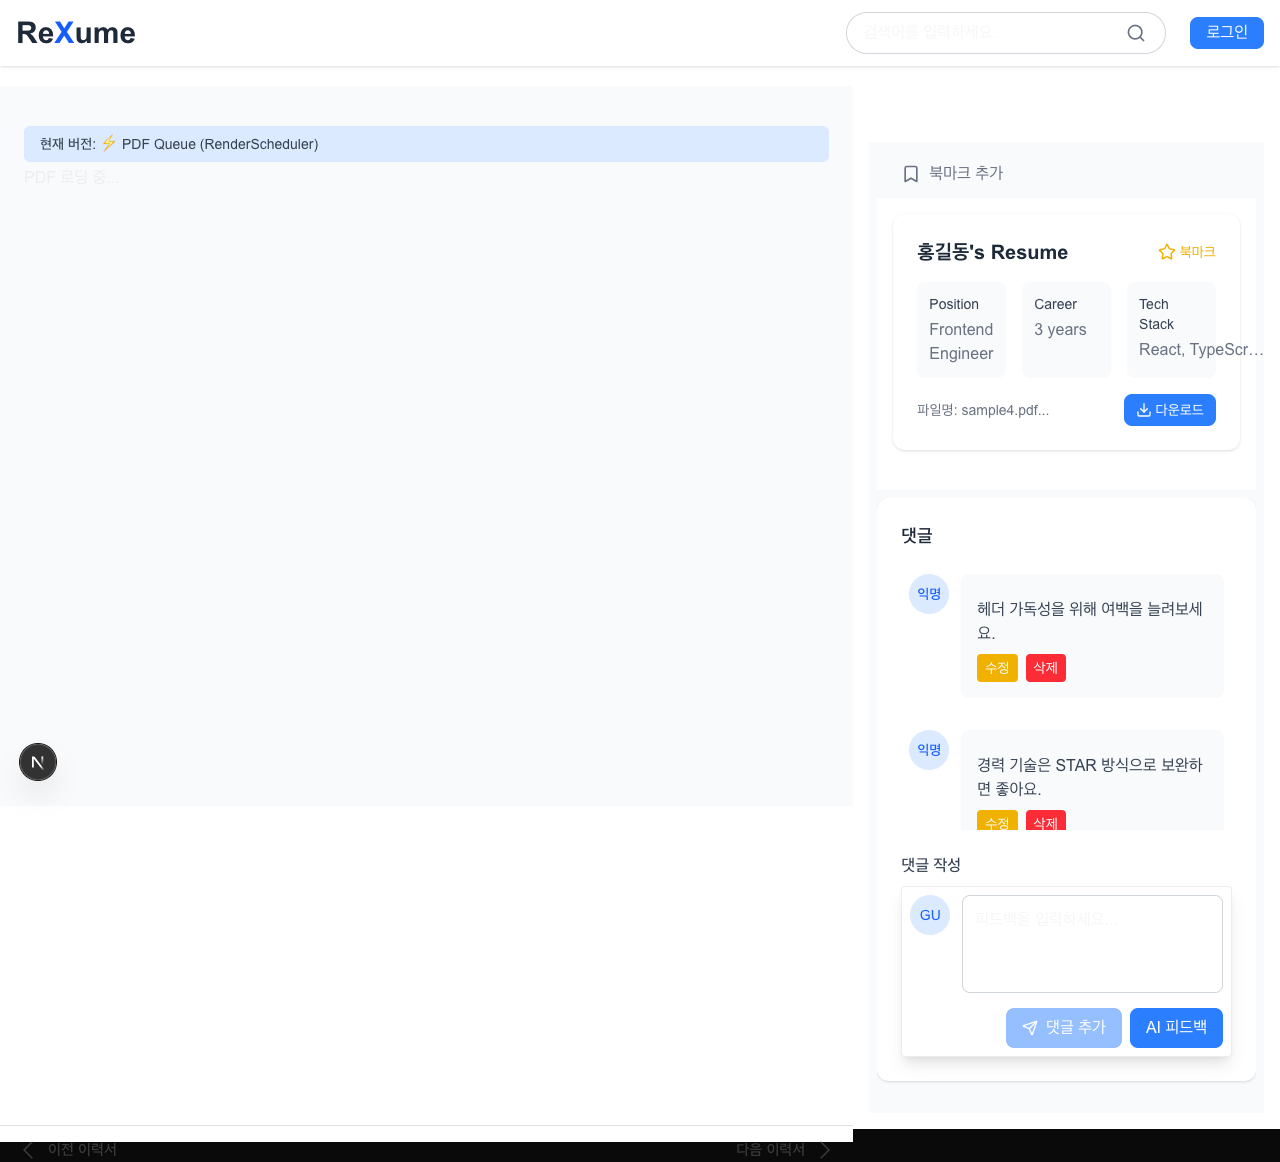 ReXume
검색어를 입력하세요
로그인
현재 버전: ⚡ PDF Queue (RenderScheduler)
PDF 로딩 중...
북마크 추가
홍길동's Resume
북마크
Position
Frontend
Engineer
Career
3 years
Tech
Stack
React, TypeScr…
파일명: sample4.pdf...
다운로드
댓글
익명
헤더 가독성을 위해 여백을 늘려보세
요.
수정
삭제
익명
경력 기술은 STAR 방식으로 보완하
면 좋아요.
수정
삭제
댓글 작성
GU
피드백을 입력하세요...
댓글 추가
AI 피드백
N
이전 이력서
다음 이력서